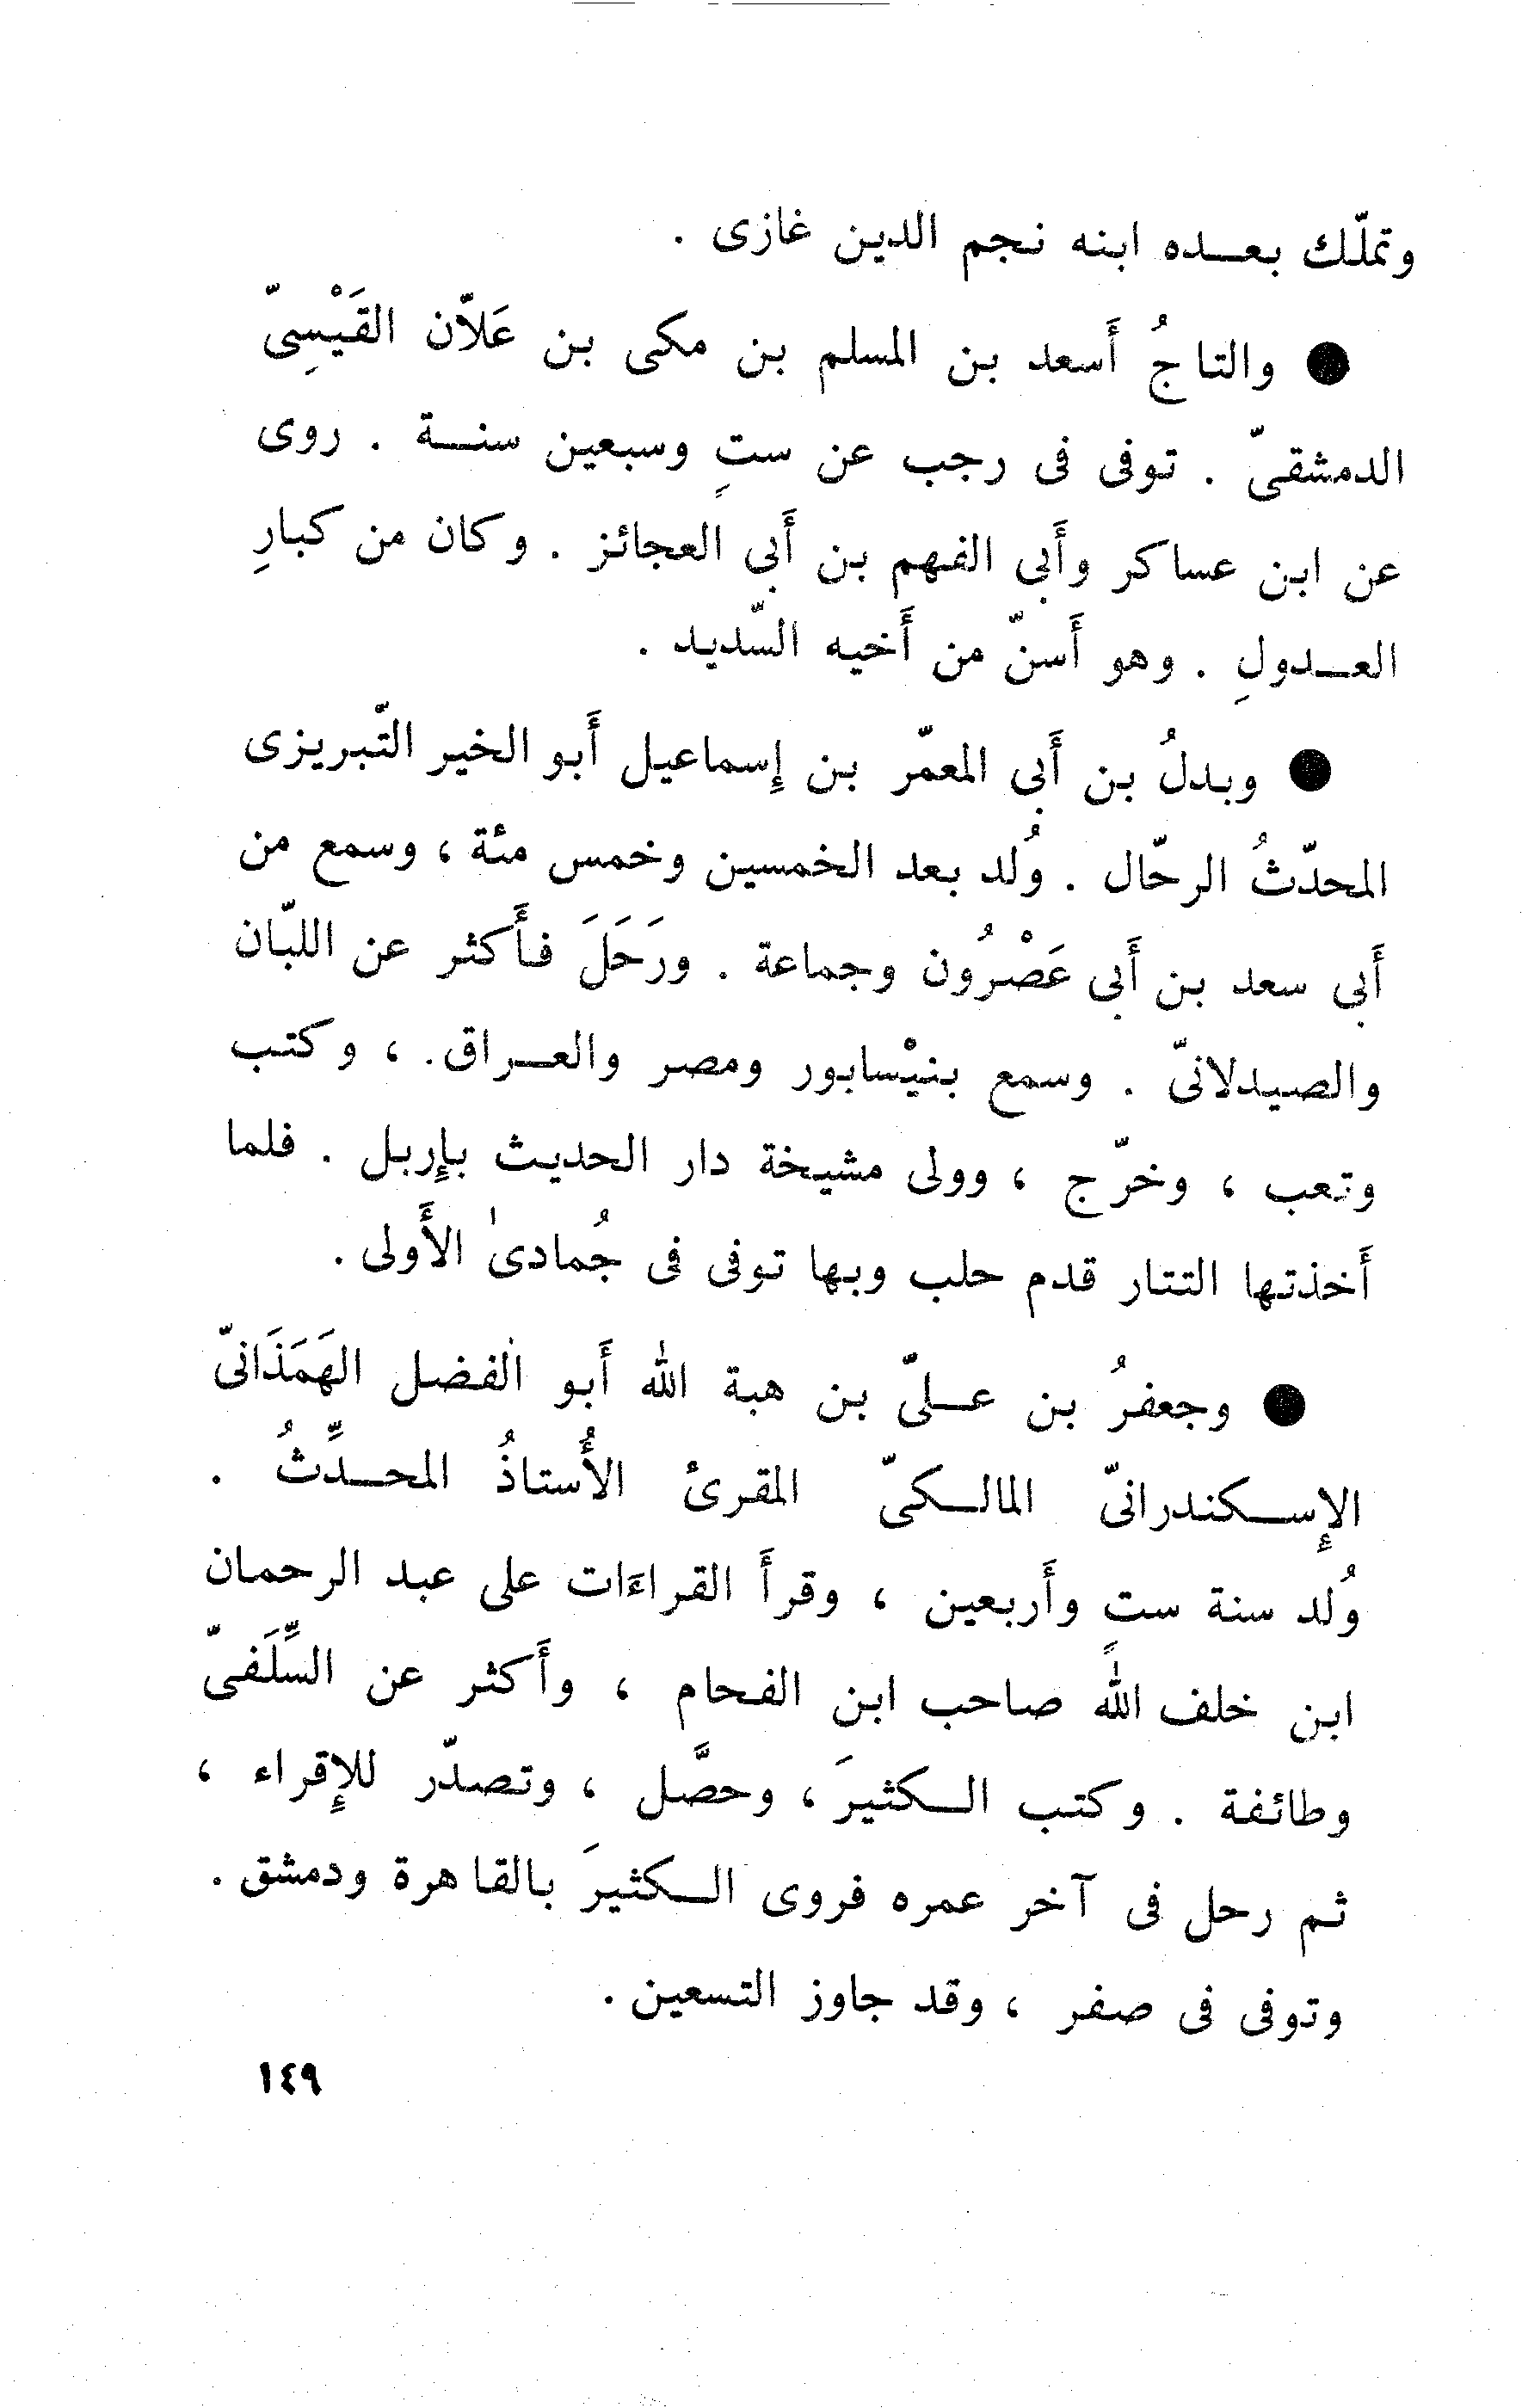 وتملّك بعده ابنه نجم الدين غازى .
● والتاجُ أَسعد بن المسلم بن مكى بن عَلاّن القَيْسِىّ
الدمشقىّ . توفى فى رجب عن ستٍ وسبعين سنة . روى
عن ابن عساكر وأَبى الفهم بن أَبى العجائز . وكان من كبارِ
العدولِ . وهو أَسنّ من أَخيه السّديد .
● وبدلُ بن أَبى المعمّر بن إسماعيل أَبو الخير التّبريزى
المحدّثُ الرحّال . وُلد بعد الخمسين وخمس مئة ، وسمع من
أَبى سعد بن أَبى عَصْرُون وجماعة . ورَحَلَ فأَكثر عن اللبّان
والصيدلانىّ . وسمع بنيْسابور ومصر والعراق. ، وكتب
وتعب ، وخرّج ، وولى مشيخة دار الحديث بإربل . فلما
أَخذتها التتار قدم حلب وبها توفى فى جُمادىٰ الأَولى .
● وجعفرُ بن علىّ بن هبة الله أَبو الفضل الهَمَذَانىّ
الإسكندرانىّ المالكىّ المقرئ الأُستاذُ المحدِّثُ .
وُلد سنة ست وأَربعين ، وقرأَ القراءَات على عبد الرحمان
ابن خلف الله صاحب ابن الفحام ، وأَكثر عن السِّلَفىّ
وطائفة . وكتب الكثيرَ ، وحصَّل ، وتصدّر للإقراء ،
ثم رحل فى آخر عمره فروى الكثيرَ بالقاهرة ودمشق .
وتوفى فى صفر ، وقد جاوز التسعين .
١٤٩